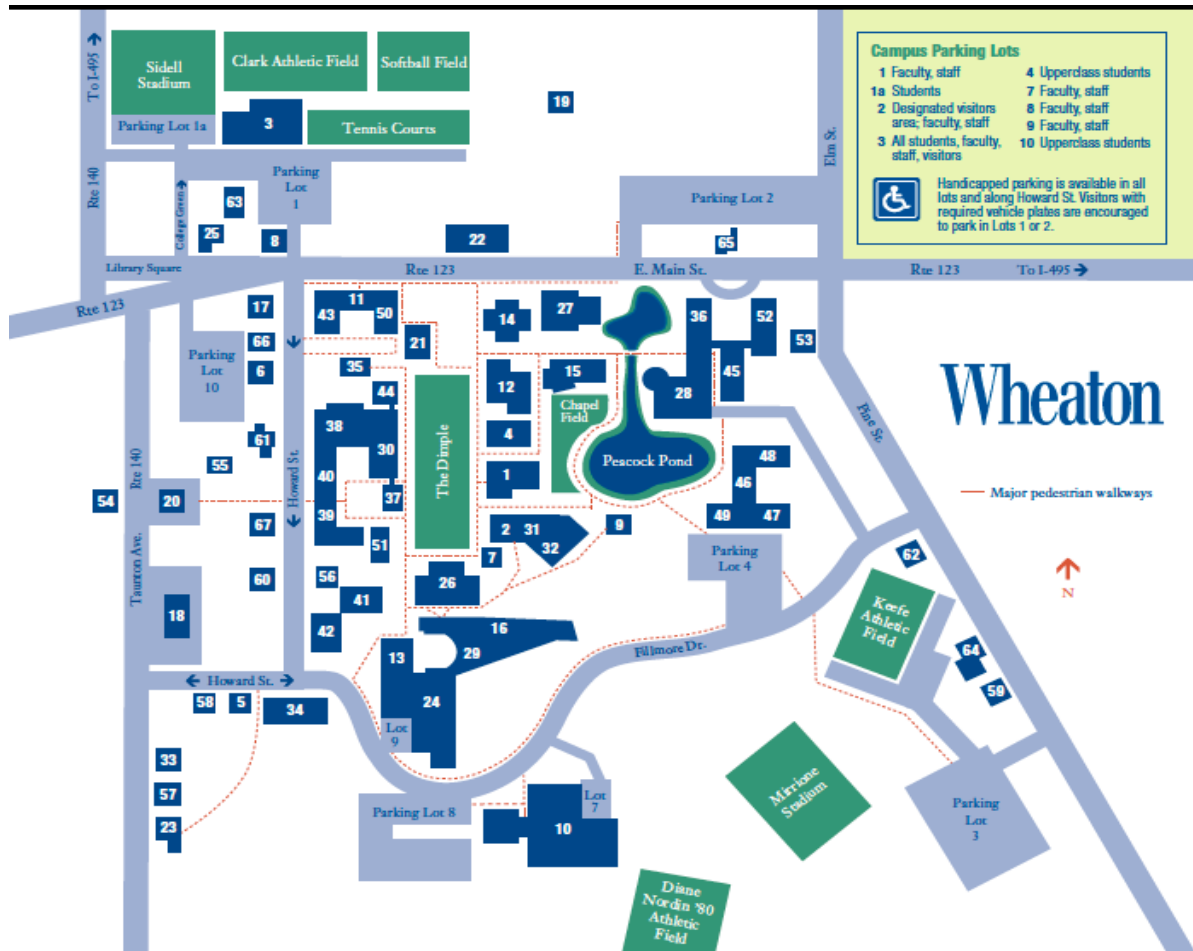 To I-495 →
Rte 140
Sidell
Stadium
Clark Athletic Field
Softball Field
Parking Lot 1a
3
Tennis Courts
19
Elm St.
Campus Parking Lots
1 Faculty, staff
1a Students
2 Designated visitors
area; faculty, staff
3 All students, faculty,
staff, visitors
4 Upperclass students
7 Faculty, staff
8 Faculty, staff
9 Faculty, staff
10 Upperclass students
Handicapped parking is available in all
lots and along Howard St. Visitors with
required vehicle plates are encouraged
to park in Lots 1 or 2.
Parking
Lot
1
College Green →
63
25
8
22
Parking Lot 2
65
Library Square
Rte 123
E. Main St.
Rte 123
To I-495 →
Rte 123
17
66
6
Parking
Lot
10
11
43
50
21
14
27
36
52
53
45
28
35
44
12
15
Chapel
Field
4
1
The Dimple
Peacock Pond
Pine St.
Wheaton
Major pedestrian walkways
N
38
30
40
37
39
51
61
55
Howard St.
54
20
Rte 140
Taunton Ave.
67
60
18
56
41
42
48
46
49
47
2
31
32
9
7
26
Parking
Lot 4
62
Keefe
Athletic
Field
64
59
16
29
13
24
Lot
9
Fillmore Dr.
← Howard St. →
58
5
34
33
57
23
Parking Lot 8
10
Lot
7
Mirrione
Stadium
Parking
Lot
3
Diane
Nordin '80
Athletic
Field